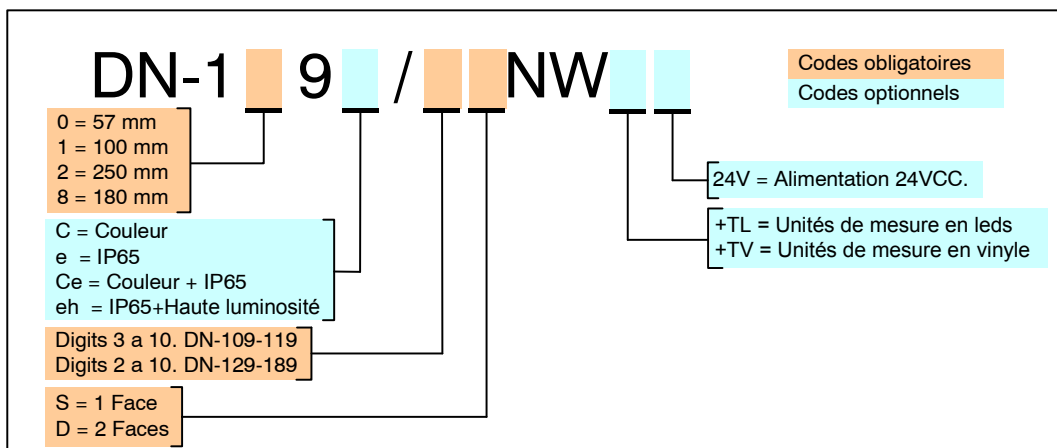 DN-1 9 / NW
Codes obligatoires
Codes optionnels
0 = 57 mm
1 = 100 mm
2 = 250 mm
8 = 180 mm
24V = Alimentation 24VCC.
+TL = Unités de mesure en leds
+TV = Unités de mesure en vinyle
C = Couleur
e = IP65
Ce = Couleur + IP65
eh = IP65+Haute luminosité
Digits 3 a 10. DN-109-119
Digits 2 a 10. DN-129-189
S = 1 Face
D = 2 Faces